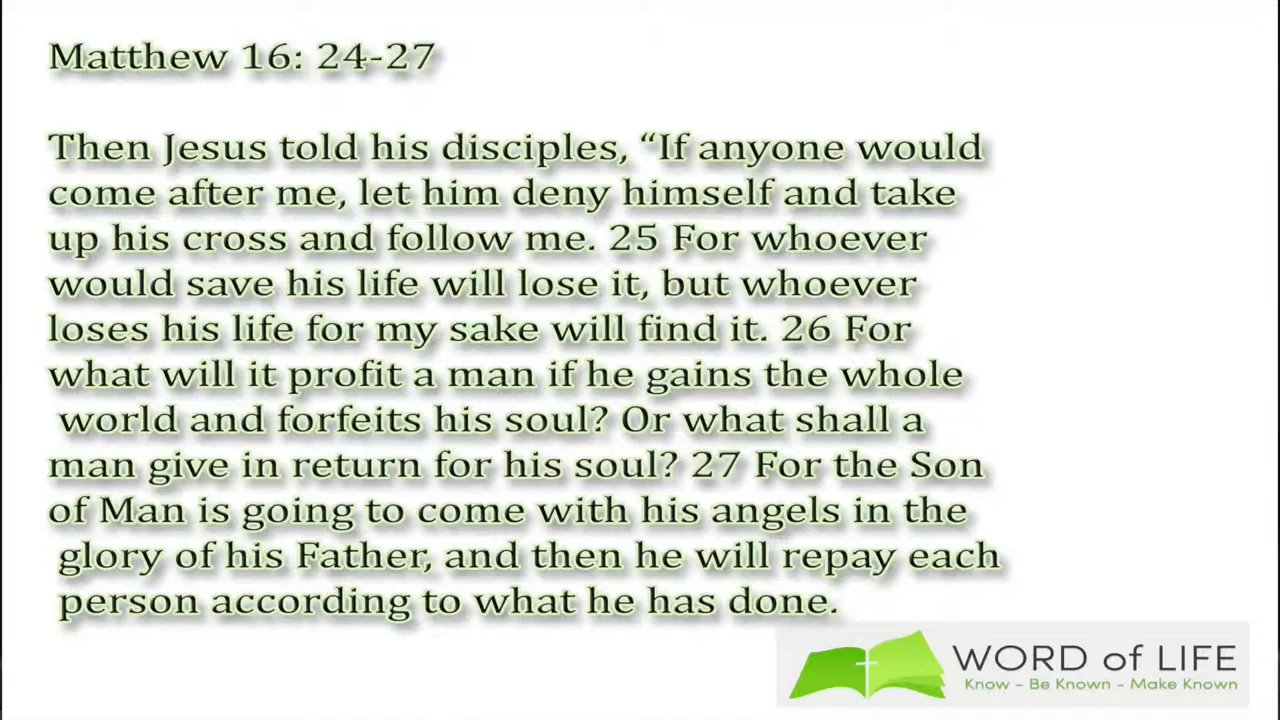 Matthew 16: 24-27
Then Jesus told his disciples, “If anyone would
come after me, let him deny himself and take
up his cross and follow me. 25 For whoever
would save his life will lose it, but whoever
loses his life for my sake will find it. 26 For
what will it profit a man if he gains the whole
world and forfeits his soul? Or what shall a
man give in return for his soul? 27 For the Son
of Man is going to come with his angels in the
glory of his Father, and then he will repay each
person according to what he has done.
WORD of LIFE
Know - Be Known - Make Known